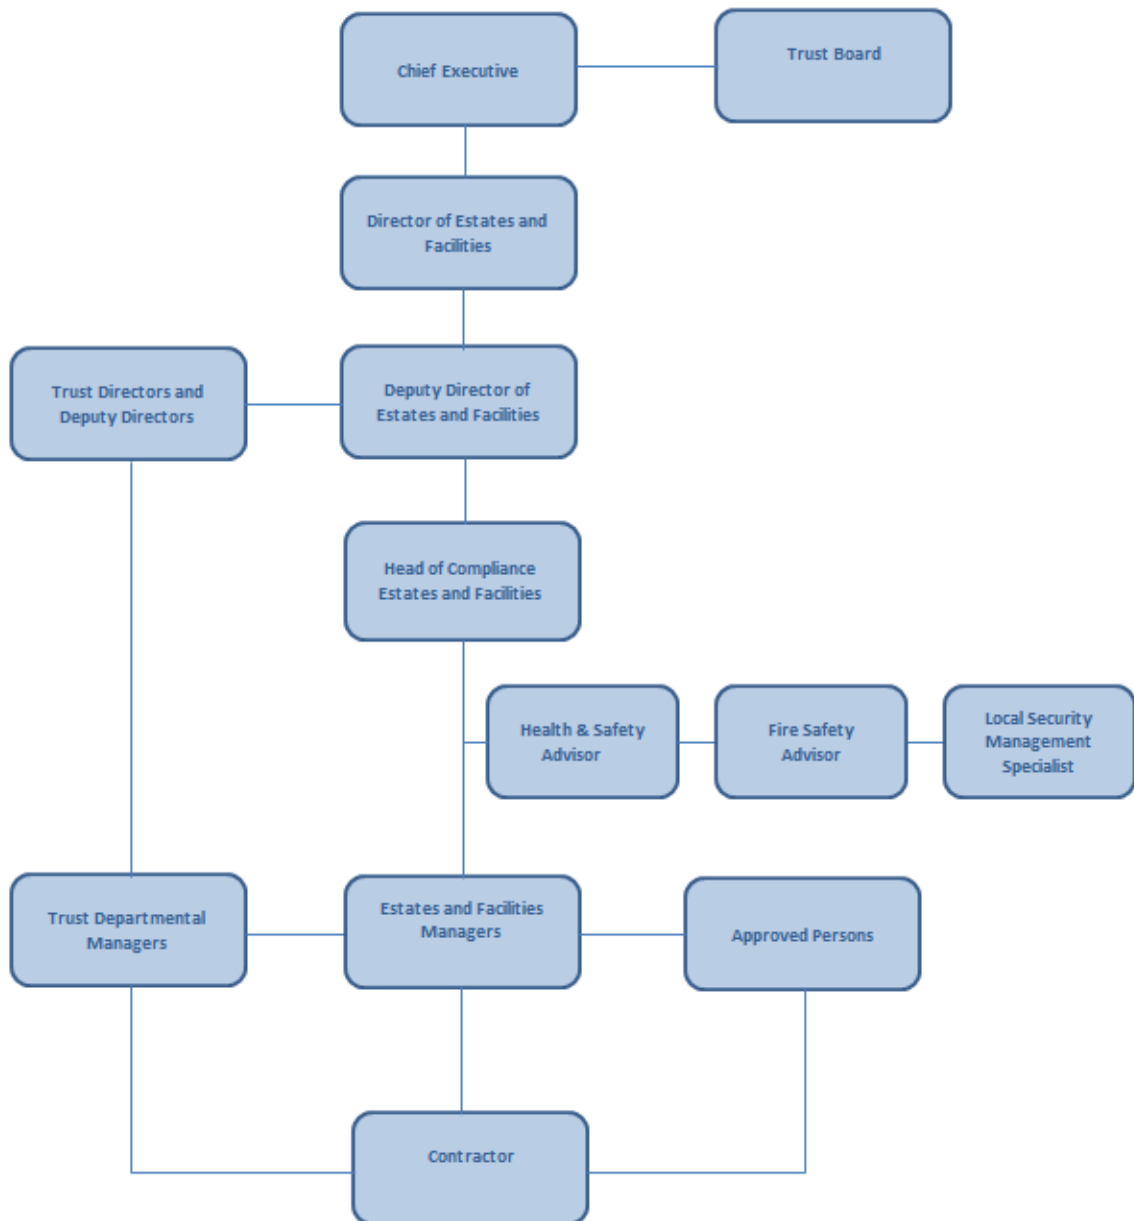 Chief Executive
Trust Board
Director of Estates and
Facilities
Trust Directors and
Deputy Directors
Deputy Director of
Estates and Facilities
Head of Compliance
Estates and Facilities
Health & Safety
Advisor
Fire Safety
Advisor
Local Security
Management
Specialist
Trust Departmental
Managers
Estates and Facilities
Managers
Approved Persons
Contractor